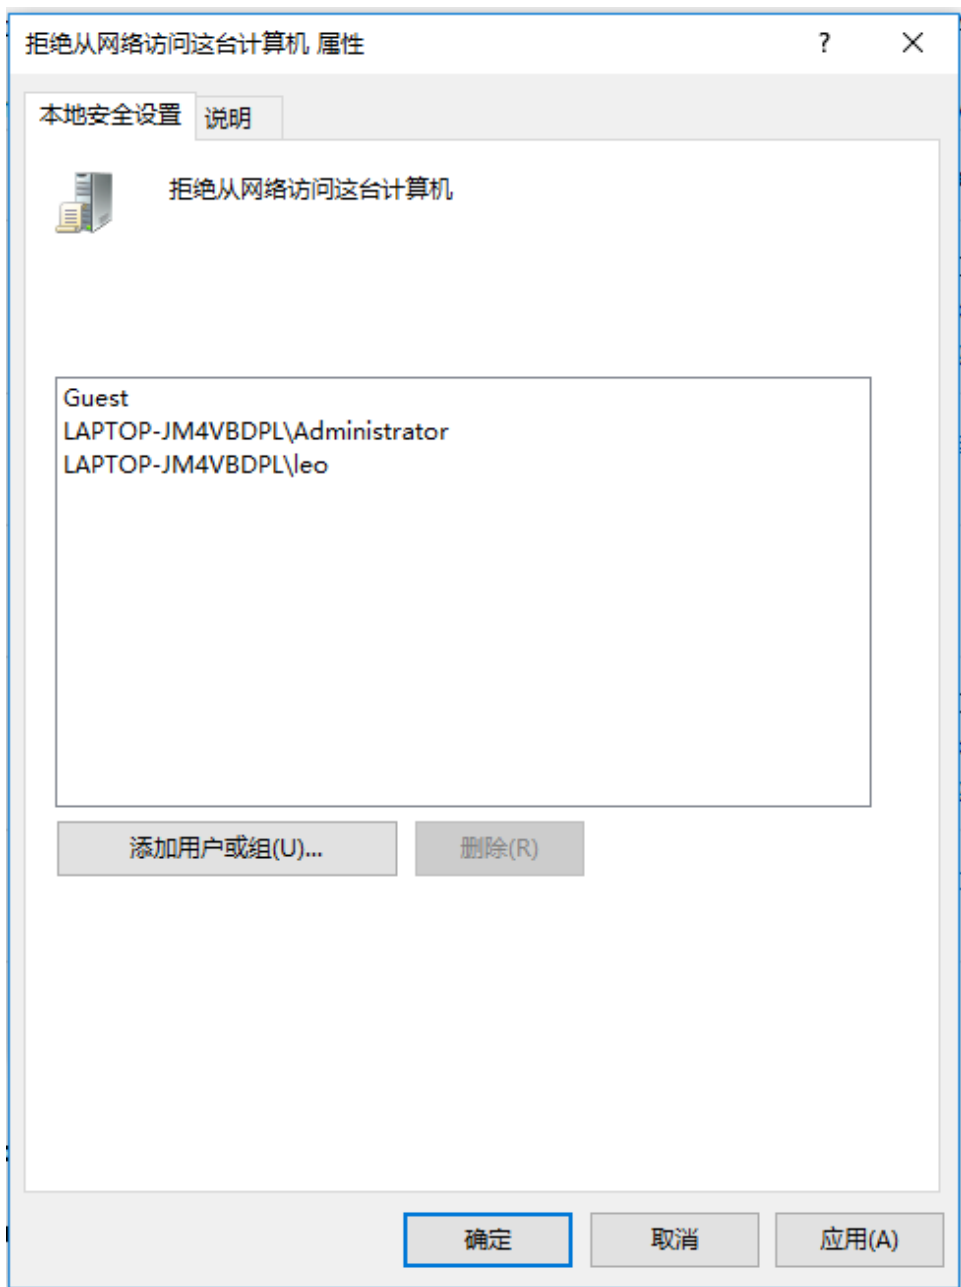 拒绝从网络访问这台计算机 属性
?
本地安全设置
说明
拒绝从网络访问这台计算机
Guest
LAPTOP-JM4VBDPL\Administrator
LAPTOP-JM4VBDPL\leo
添加用户或组(U)...
删除(R)
确定
取消
应用(A)